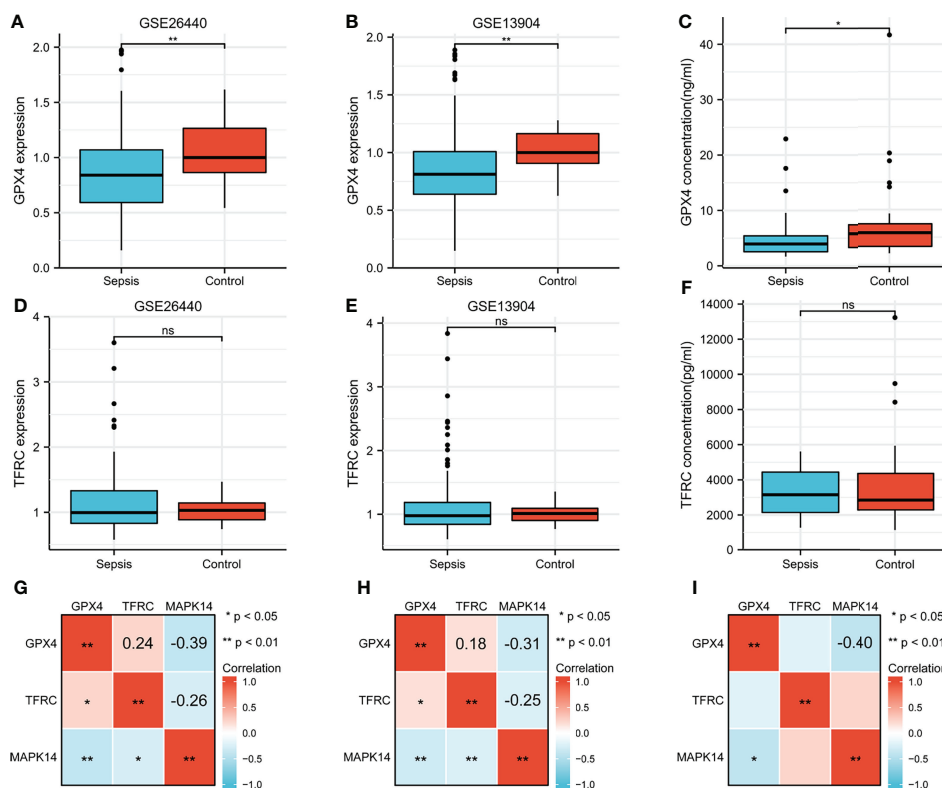 A
GSE26440
**
GPX4 expression
2.0
1.5
1.0
0.5
0.0
Sepsis
Control
B
GSE13904
**
GPX4 expression
2.0
1.5
1.0
0.5
0.0
Sepsis
Control
C
*
GPX4 concentration(ng/ml)
40
30
20
10
0
Sepsis
Control
D
GSE26440
ns
TFRC expression
4
3
2
1
Sepsis
Control
E
GSE13904
ns
TFRC expression
4
3
2
1
Sepsis
Control
F
ns
TFRC concentration(pg/ml)
14000
12000
10000
8000
6000
4000
2000
0
Sepsis
Control
G
GPX4 TFRC MAPK14
GPX4 ** 0.24 -0.39
TFRC * ** -0.26
MAPK14 ** * **
* p < 0.05
** p < 0.01
Correlation
1.0
0.5
0.0
−0.5
−1.0
H
GPX4 TFRC MAPK14
GPX4 ** 0.18 -0.31
TFRC * ** -0.25
MAPK14 ** ** **
* p < 0.05
** p < 0.01
Correlation
1.0
0.5
0.0
−0.5
−1.0
I
GPX4 TFRC MAPK14
GPX4 ** -0.40
TFRC **
MAPK14 * **
* p < 0.05
** p < 0.01
Correlation
1.0
0.5
0.0
−0.5
−1.0